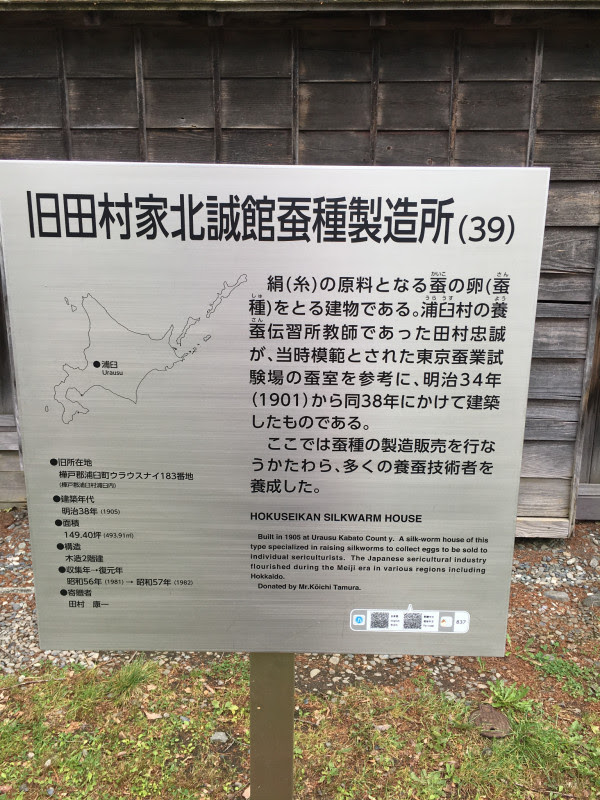 旧田村家北誠館蚕種製造所(39)
絹(糸)の原料となる蚕の卵(蚕
種)をとる建物である。浦臼村の養
蚕伝習所教師であった田村忠誠
が、当時模範とされた東京蚕業試
験場の蚕室を参考に、明治34年
(1901)から同38年にかけて建築
したものである。
ここでは蚕種の製造販売を行な
うかたわら、多くの養蚕技術者を
養成した。
浦臼
Urausu
●旧所在地
樺戸郡浦臼町ウラウスナイ183番地
(樺戸郡浦臼村浦臼内)
●建築年代
明治38年(1905)
●面積
149.40坪(493.91㎡)
●構造
木造2階建
●収集年→復元年
昭和56年(1981)→昭和57年(1982)
●寄贈者
田村 康一
HOKUSEIKAN SILKWARM HOUSE
Built in 1905 at Urausu Kabato Count y. A silk-worm house of this
type specialized in raising silkworms to collect eggs to be sold to
individual sericulturists. The Japanese sericultural industry
flourished during the Meiji era in various regions including
Hokkaido.
Donated by Mr.Kōichi Tamura.
837